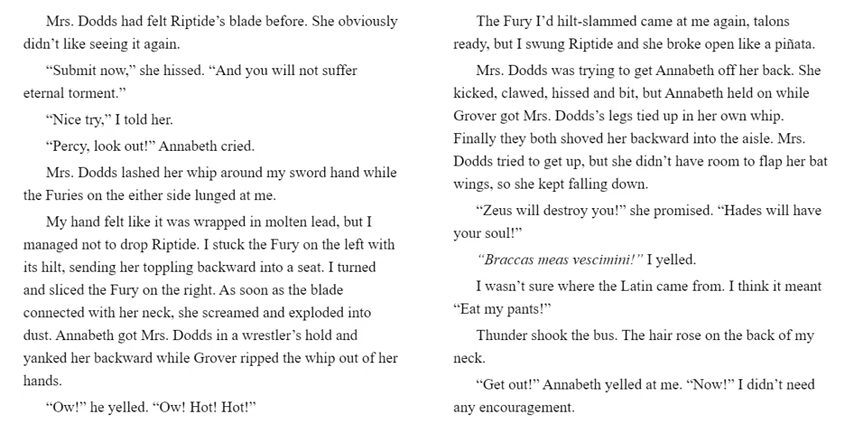 Mrs. Dodds had felt Riptide’s blade before. She obviously
didn’t like seeing it again.
“Submit now,” she hissed. “And you will not suffer
eternal torment.”
“Nice try,” I told her.
“Percy, look out!” Annabeth cried.
Mrs. Dodds lashed her whip around my sword hand while
the Furies on the either side lunged at me.
My hand felt like it was wrapped in molten lead, but I
managed not to drop Riptide. I stuck the Fury on the left with
its hilt, sending her toppling backward into a seat. I turned
and sliced the Fury on the right. As soon as the blade
connected with her neck, she screamed and exploded into
dust. Annabeth got Mrs. Dodds in a wrestler’s hold and
yanked her backward while Grover ripped the whip out of her
hands.
“Ow!” he yelled. “Ow! Hot! Hot!”
The Fury I’d hilt-slammed came at me again, talons
ready, but I swung Riptide and she broke open like a piñata.
Mrs. Dodds was trying to get Annabeth off her back. She
kicked, clawed, hissed and bit, but Annabeth held on while
Grover got Mrs. Dodds’s legs tied up in her own whip.
Finally they both shoved her backward into the aisle. Mrs.
Dodds tried to get up, but she didn’t have room to flap her bat
wings, so she kept falling down.
“Zeus will destroy you!” she promised. “Hades will have
your soul!”
“Braccas meas vescimini!” I yelled.
I wasn’t sure where the Latin came from. I think it meant
“Eat my pants!”
Thunder shook the bus. The hair rose on the back of my
neck.
“Get out!” Annabeth yelled at me. “Now!” I didn’t need
any encouragement.